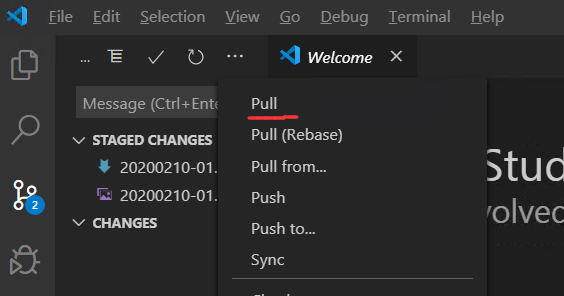 File Edit Selection View Go Debug Terminal Help
... ... Welcome
Message (Ctrl+Ente
Pull
STAGED CHANGES
Pull (Rebase)
20200210-01.
Pull from...
20200210-01.
Push
CHANGES
Push to...
Sync
Stud
volved
2